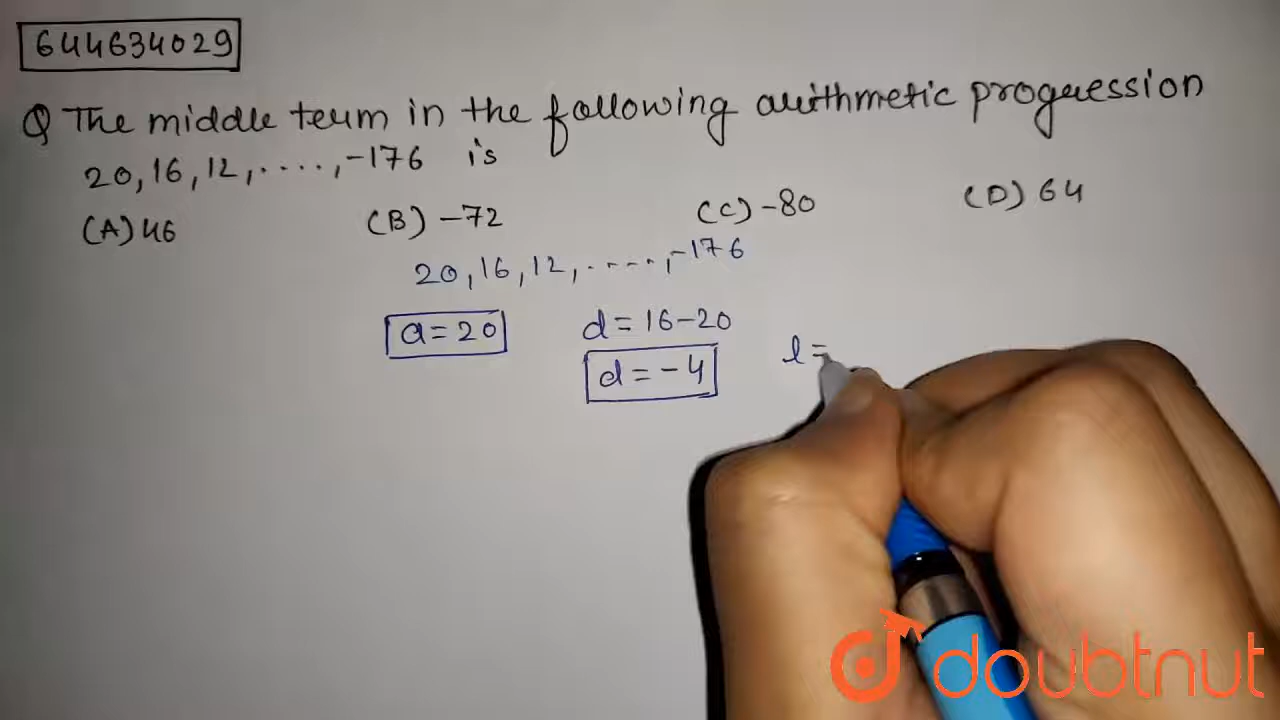 644634029
Q The middle term in the following arithmetic progression
20, 16, 12, ....., -176 is
(A) 46 (B) -72 (C) -80 (D) 64
20, 16, 12, ....., -176
a = 20 d = 16 - 20 l =
d = -4
doubtnut